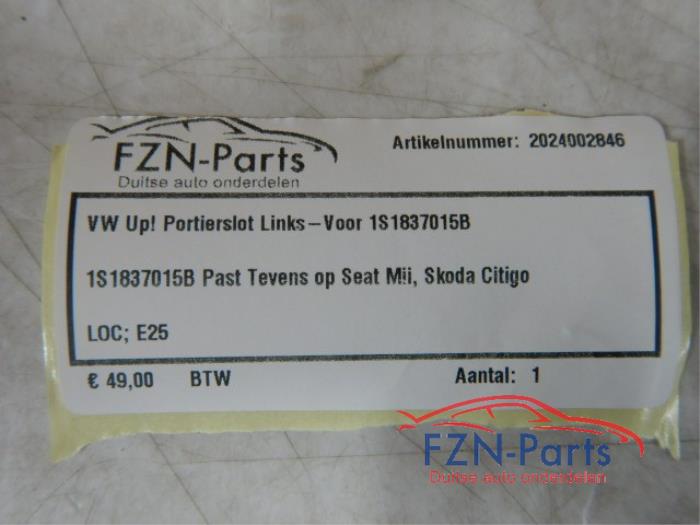 FZN-Parts
Duitse auto onderdelen
Artikelnummer: 2024002846
VW Up! Portierslot Links-Voor 1S1837015B
1S1837015B Past Tevens op Seat Mii, Skoda Citigo
LOC; E25
€ 49,00 BTW Aantal: 1
FZN-Parts
Duitse auto onderdelen